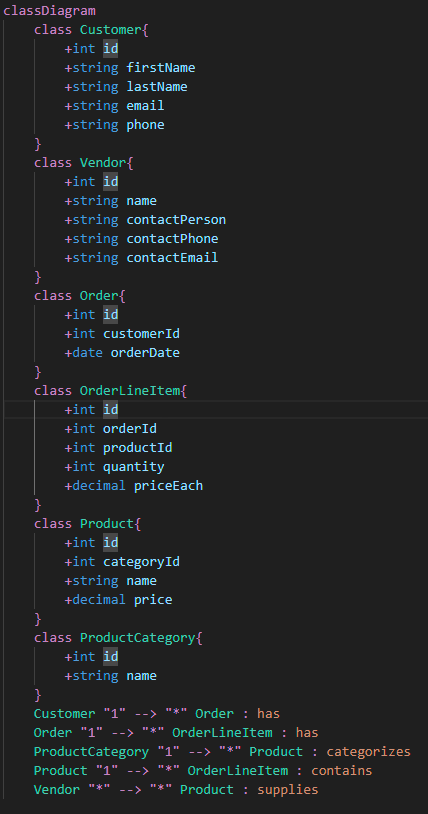 classDiagram
    class Customer{
        +int id
        +string firstName
        +string lastName
        +string email
        +string phone
    }
    class Vendor{
        +int id
        +string name
        +string contactPerson
        +string contactPhone
        +string contactEmail
    }
    class Order{
        +int id
        +int customerId
        +date orderDate
    }
    class OrderLineItem{
        +int id
        +int orderId
        +int productId
        +int quantity
        +decimal priceEach
    }
    class Product{
        +int id
        +int categoryId
        +string name
        +decimal price
    }
    class ProductCategory{
        +int id
        +string name
    }
    Customer "1" --> "*" Order : has
    Order "1" --> "*" OrderLineItem : has
    ProductCategory "1" --> "*" Product : categorizes
    Product "1" --> "*" OrderLineItem : contains
    Vendor "*" --> "*" Product : supplies